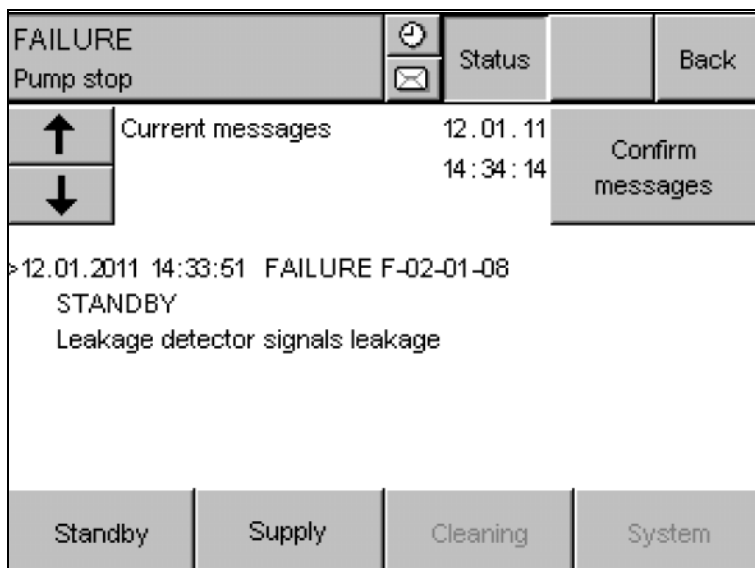 FAILURE
Pump stop
Status
Back
Current messages
12.01.11
14:34:14
Confirm
messages
>12.01.2011 14:33:51 FAILURE F-02-01-08
STANDBY
Leakage detector signals leakage
Standby
Supply
Cleaning
System